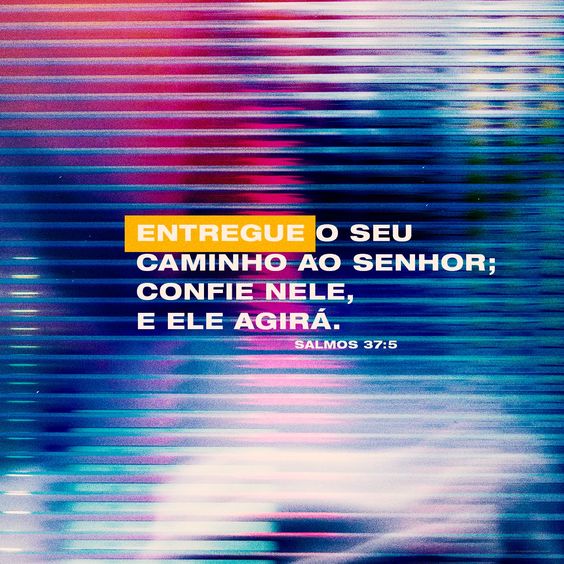 ENTREGUE O SEU
CAMINHO AO SENHOR;
CONFIE NELE,
E ELE AGIRÁ.
SALMOS 37:5